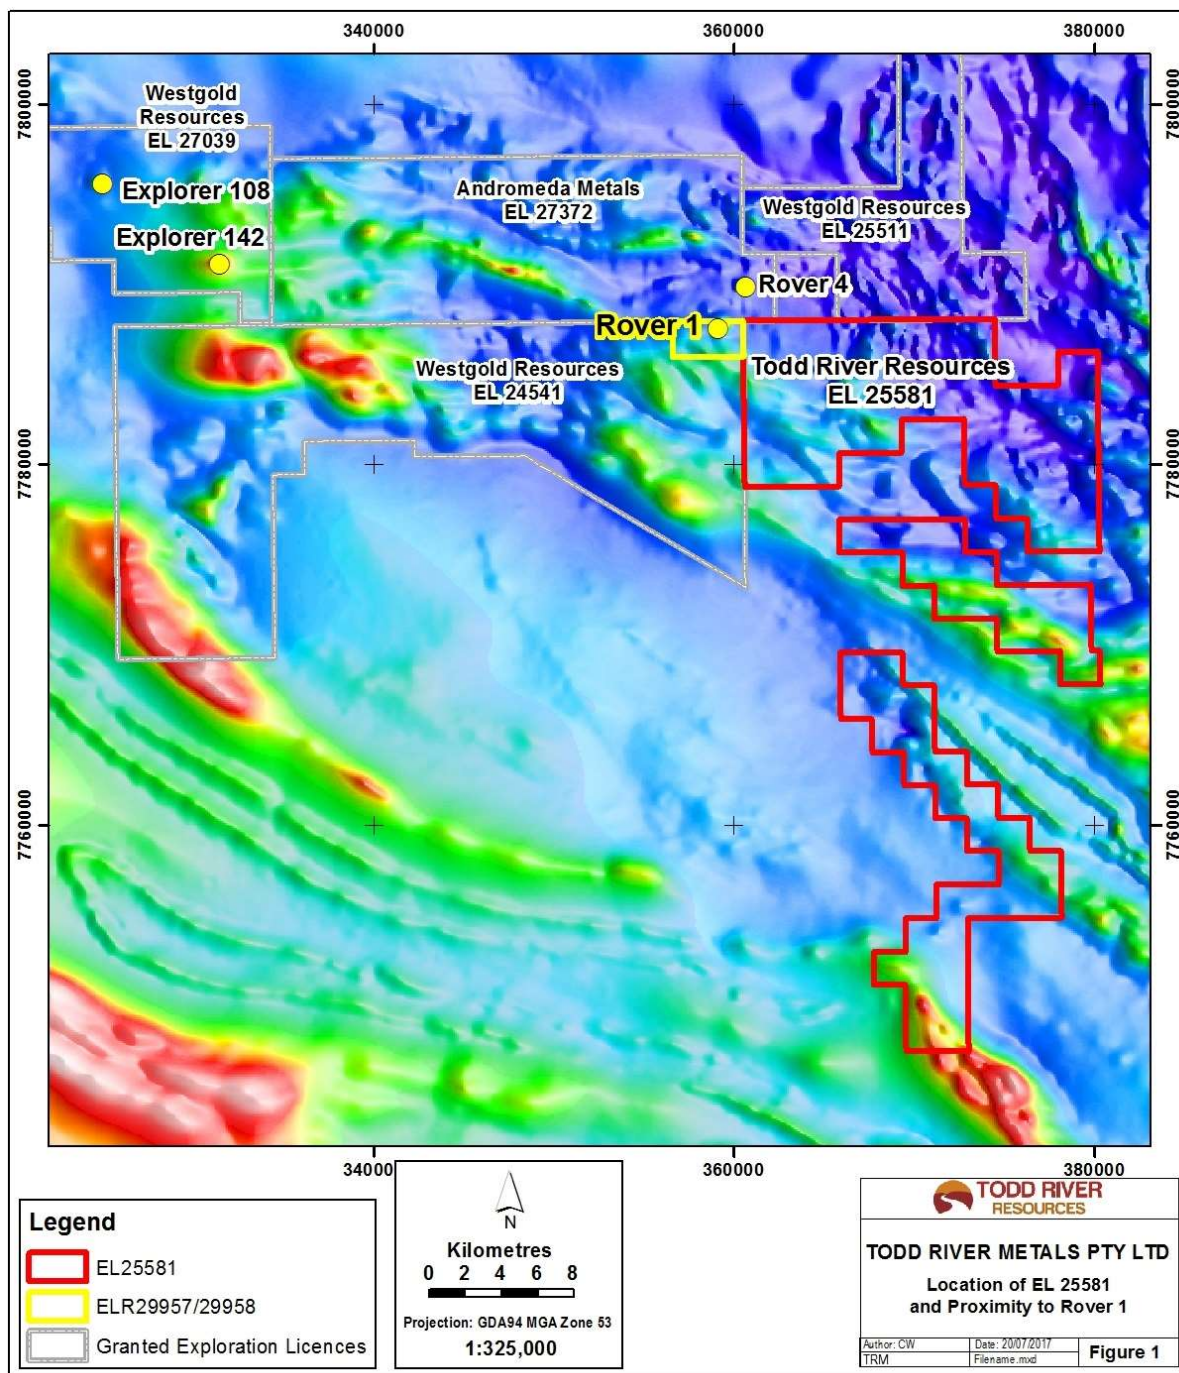 340000 360000 380000
7800000 7800000
Westgold
Resources
EL 27039
Explorer 108
Andromeda Metals
EL 27372
Westgold Resources
EL 25511
Explorer 142
Rover 4
Rover 1
Westgold Resources
EL 24541
Todd River Resources
EL 25581
7780000 7780000
7760000 7760000
340000 360000 380000
Legend
EL25581
ELR29957/29958
Granted Exploration Licences
N
Kilometres
0 2 4 6 8
Projection: GDA94 MGA Zone 53
1:325,000
TODD RIVER
RESOURCES
TODD RIVER METALS PTY LTD
Location of EL 25581
and Proximity to Rover 1
Author: CW Date: 20/07/2017
TRM Filename.mxd
Figure 1